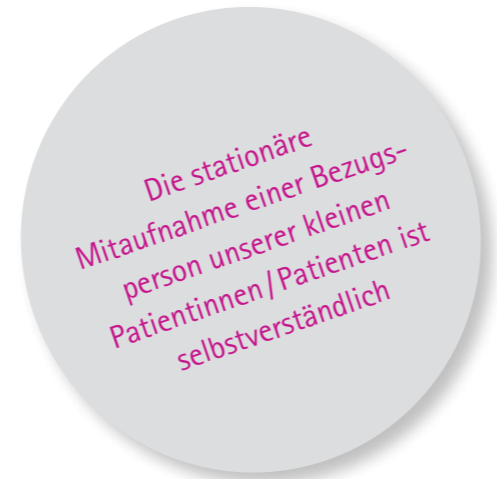 Die stationäre
Mitaufnahme einer Bezugs-
person unserer kleinen
Patientinnen/Patienten ist
selbstverständlich